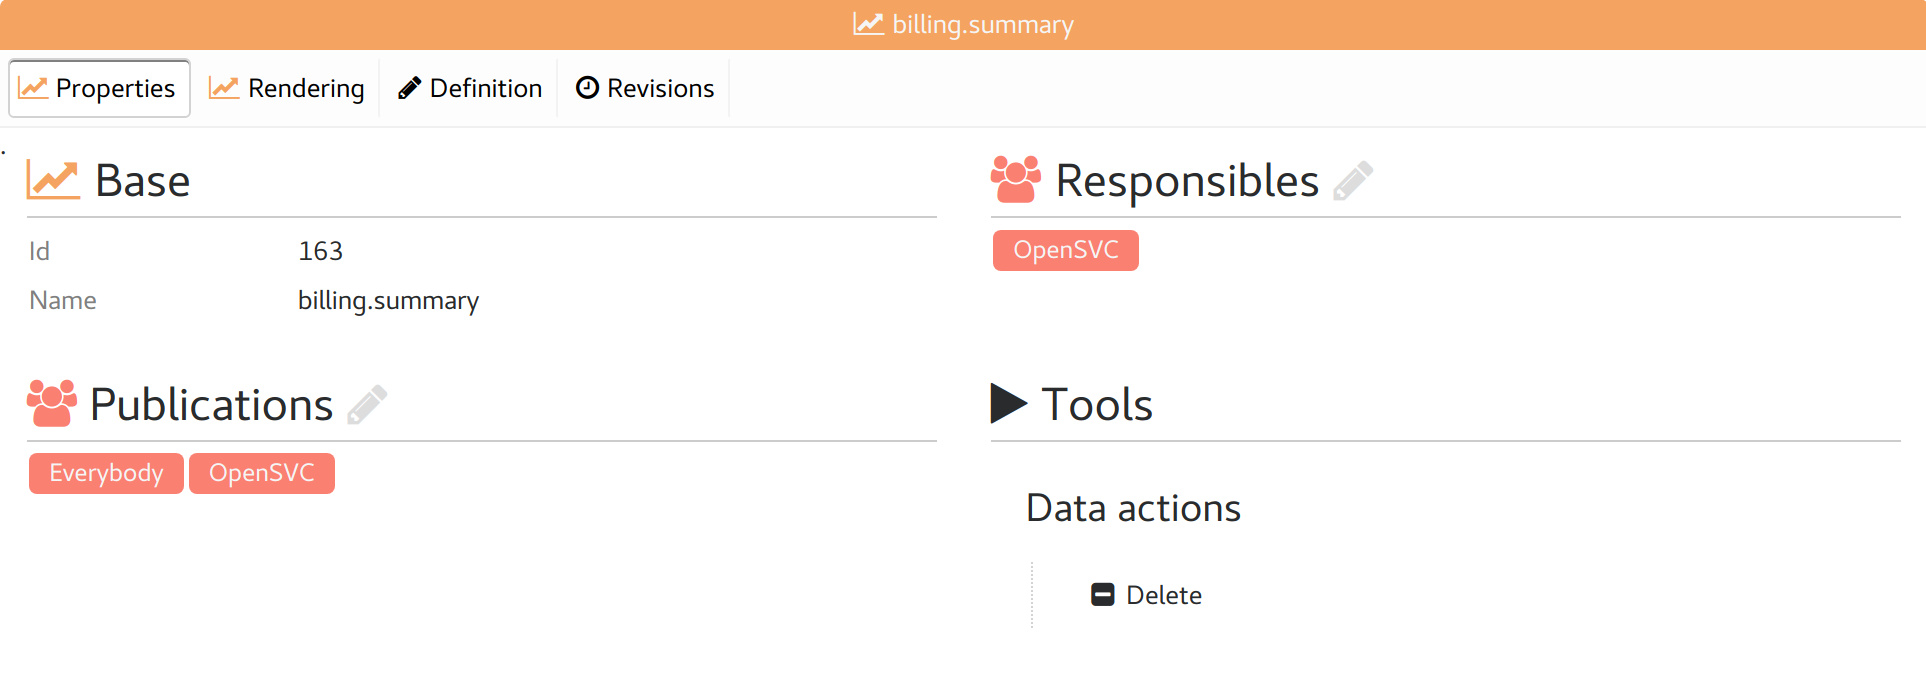 billing.summary
Properties Rendering Definition Revisions
Base
Id 163
Name billing.summary
Responsibles
OpenSVC
Publications
Everybody OpenSVC
Tools
Data actions
Delete